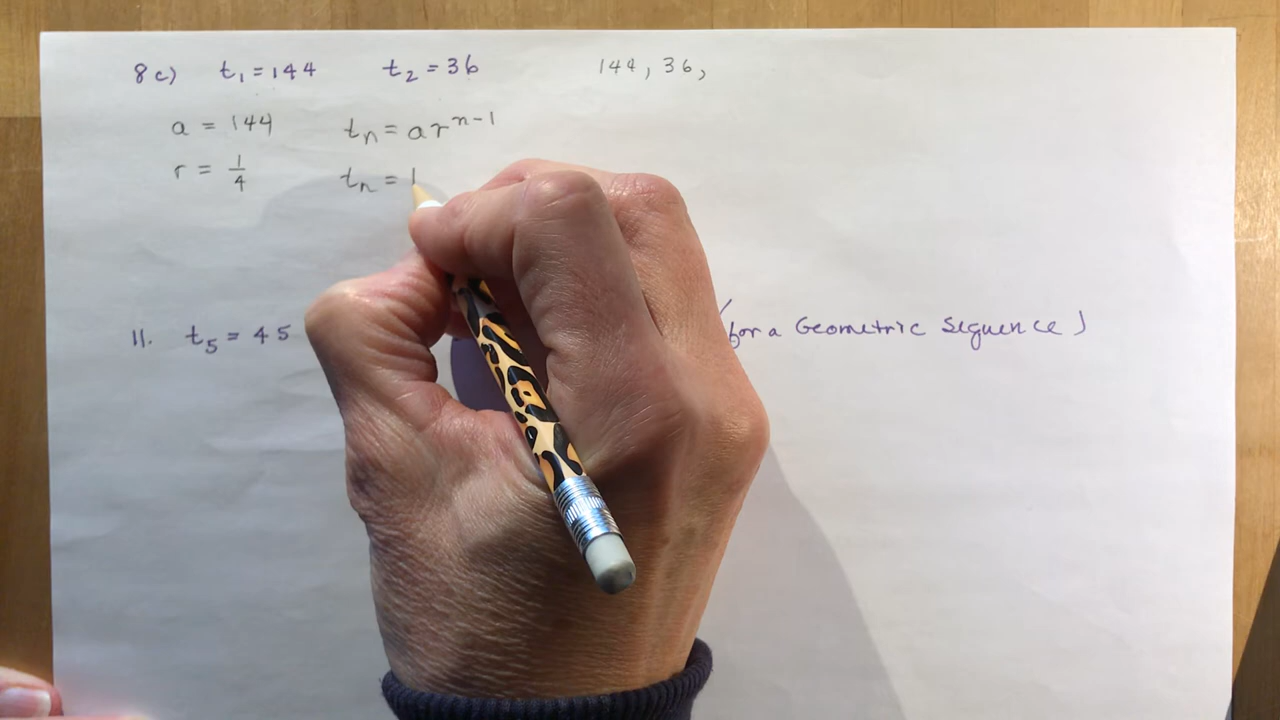 8c) t₁ = 144 t₂ = 36 144, 36,
a = 144 tₙ = arⁿ⁻¹
r = 1/4 tₙ = 1
11. t₅ = 45 (for a Geometric Sequence)